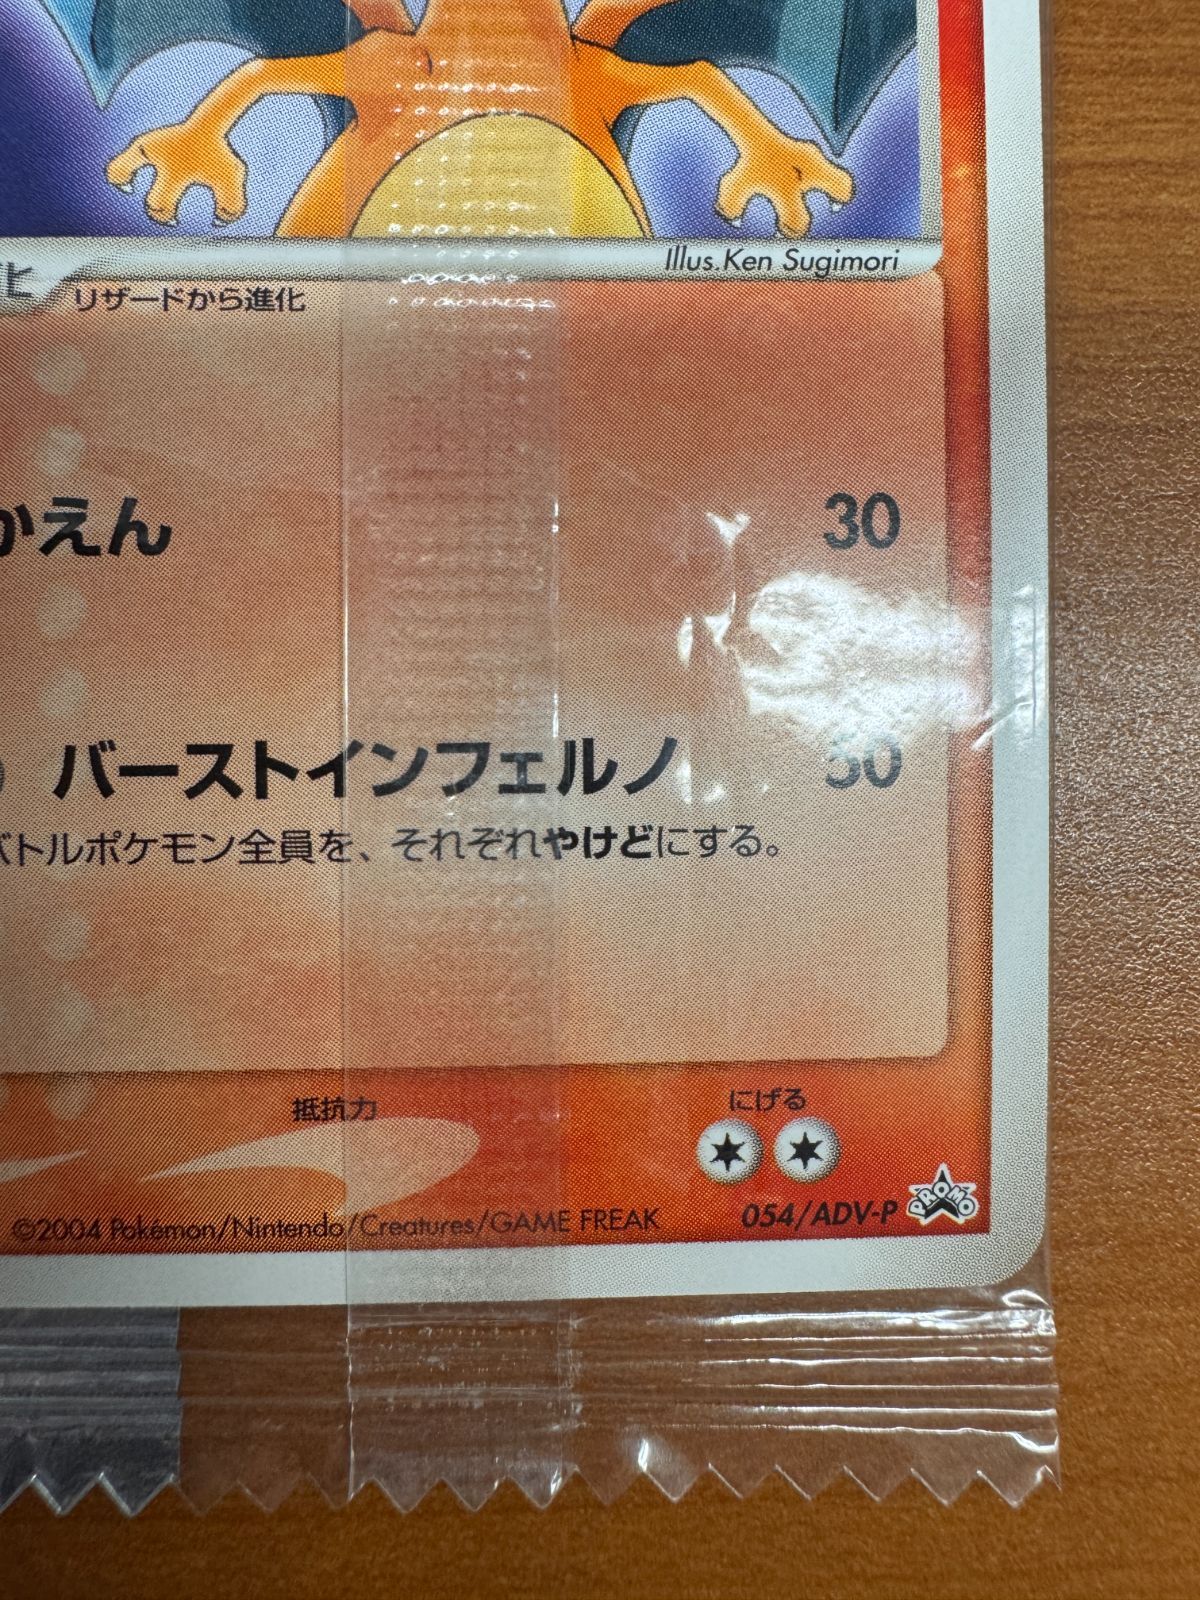 Illus.Ken Sugimori
ヒ リザードから進化
かえん 30
バーストインフェルノ 50
バトルポケモン全員を、それぞれやけどにする。
抵抗力 にげる
©2004 Pokémon/Nintendo/Creatures/GAME FREAK 054/ADV-P PROMO